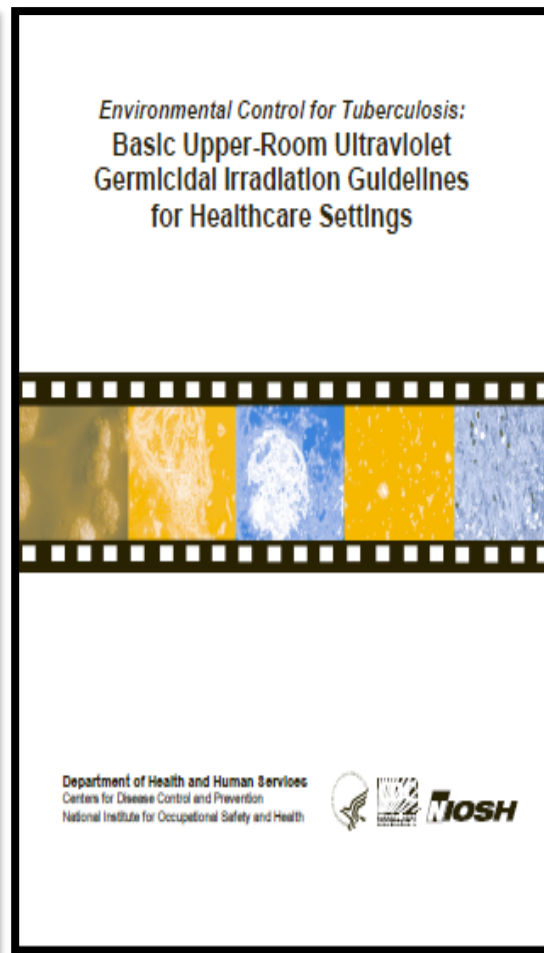 Environmental Control for Tuberculosis:
Basic Upper-Room Ultraviolet
Germicidal Irradiation Guidelines
for Healthcare Settings
Department of Health and Human Services
Centers for Disease Control and Prevention
National Institute for Occupational Safety and Health
NIOSH